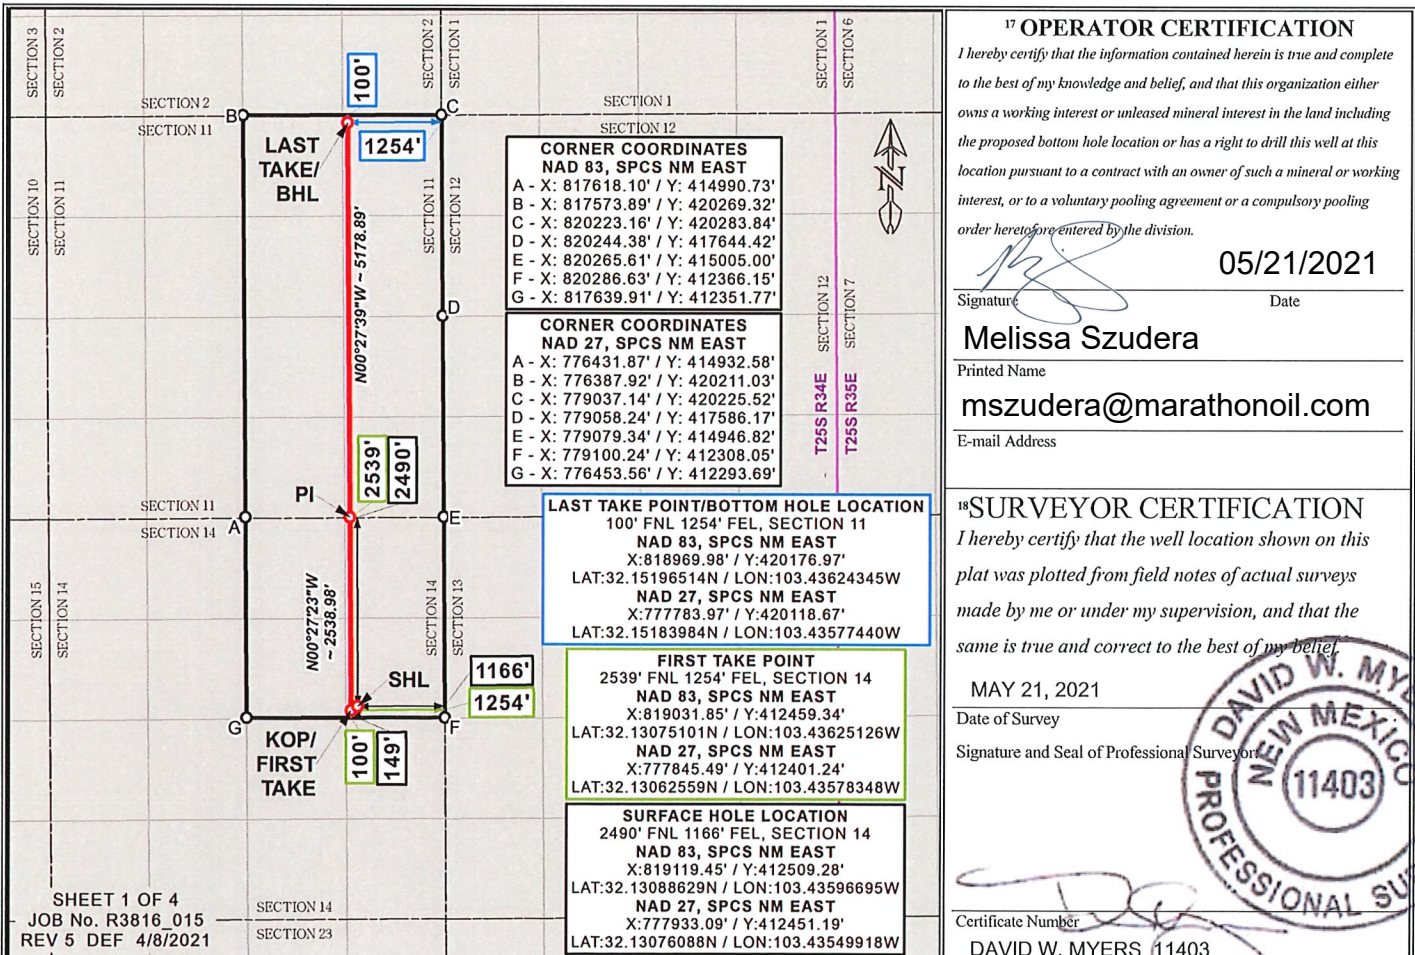 SECTION 3
SECTION 2
SECTION 2
SECTION 1
SECTION 1
SECTION 6
100'
SECTION 2
SECTION 11
B
C
SECTION 1
SECTION 12
1254'
LAST
TAKE/
BHL
SECTION 10
SECTION 11
SECTION 11
SECTION 12
N00°27'39"W ~ 5178.89'
N
CORNER COORDINATES
NAD 83, SPCS NM EAST
A - X: 817618.10' / Y: 414990.73'
B - X: 817573.89' / Y: 420269.32'
C - X: 820223.16' / Y: 420283.84'
D - X: 820244.38' / Y: 417644.42'
E - X: 820265.61' / Y: 415005.00'
F - X: 820286.63' / Y: 412366.15'
G - X: 817639.91' / Y: 412351.77'
D
SECTION 12
SECTION 7
CORNER COORDINATES
NAD 27, SPCS NM EAST
A - X: 776431.87' / Y: 414932.58'
B - X: 776387.92' / Y: 420211.03'
C - X: 779037.14' / Y: 420225.52'
D - X: 779058.24' / Y: 417586.17'
E - X: 779079.34' / Y: 414946.82'
F - X: 779100.24' / Y: 412308.05'
G - X: 776453.56' / Y: 412293.69'
T25S R34E
T25S R35E
2539'
2490'
PI
SECTION 11
SECTION 14
A
E
LAST TAKE POINT/BOTTOM HOLE LOCATION
100' FNL 1254' FEL, SECTION 11
NAD 83, SPCS NM EAST
X:818969.98' / Y:420176.97'
LAT:32.15196514N / LON:103.43624345W
NAD 27, SPCS NM EAST
X:777783.97' / Y:420118.67'
LAT:32.15183984N / LON:103.43577440W
SECTION 15
SECTION 14
N00°27'23"W
~ 2538.98'
SECTION 14
SECTION 13
SHL
1166'
1254'
FIRST TAKE POINT
2539' FNL 1254' FEL, SECTION 14
NAD 83, SPCS NM EAST
X:819031.85' / Y:412459.34'
LAT:32.13075101N / LON:103.43625126W
NAD 27, SPCS NM EAST
X:777845.49' / Y:412401.24'
LAT:32.13062559N / LON:103.43578348W
G
F
KOP/
FIRST
TAKE
100'
149'
SURFACE HOLE LOCATION
2490' FNL 1166' FEL, SECTION 14
NAD 83, SPCS NM EAST
X:819119.45' / Y:412509.28'
LAT:32.13088629N / LON:103.43596695W
NAD 27, SPCS NM EAST
X:777933.09' / Y:412451.19'
LAT:32.13076088N / LON:103.43549918W
SECTION 14
SECTION 23
SHEET 1 OF 4
JOB No. R3816_015
REV 5 DEF 4/8/2021
17 OPERATOR CERTIFICATION
I hereby certify that the information contained herein is true and complete
to the best of my knowledge and belief, and that this organization either
owns a working interest or unleased mineral interest in the land including
the proposed bottom hole location or has a right to drill this well at this
location pursuant to a contract with an owner of such a mineral or working
interest, or to a voluntary pooling agreement or a compulsory pooling
order heretofore entered by the division.
05/21/2021
Signature Date
Melissa Szudera
Printed Name
mszudera@marathonoil.com
E-mail Address
18 SURVEYOR CERTIFICATION
I hereby certify that the well location shown on this
plat was plotted from field notes of actual surveys
made by me or under my supervision, and that the
same is true and correct to the best of my belief.
MAY 21, 2021
Date of Survey
Signature and Seal of Professional Surveyor:
DAVID W. MY
NEW MEXICO
11403
PROFESSIONAL SU
Certificate Number
DAVID W. MYERS 11403